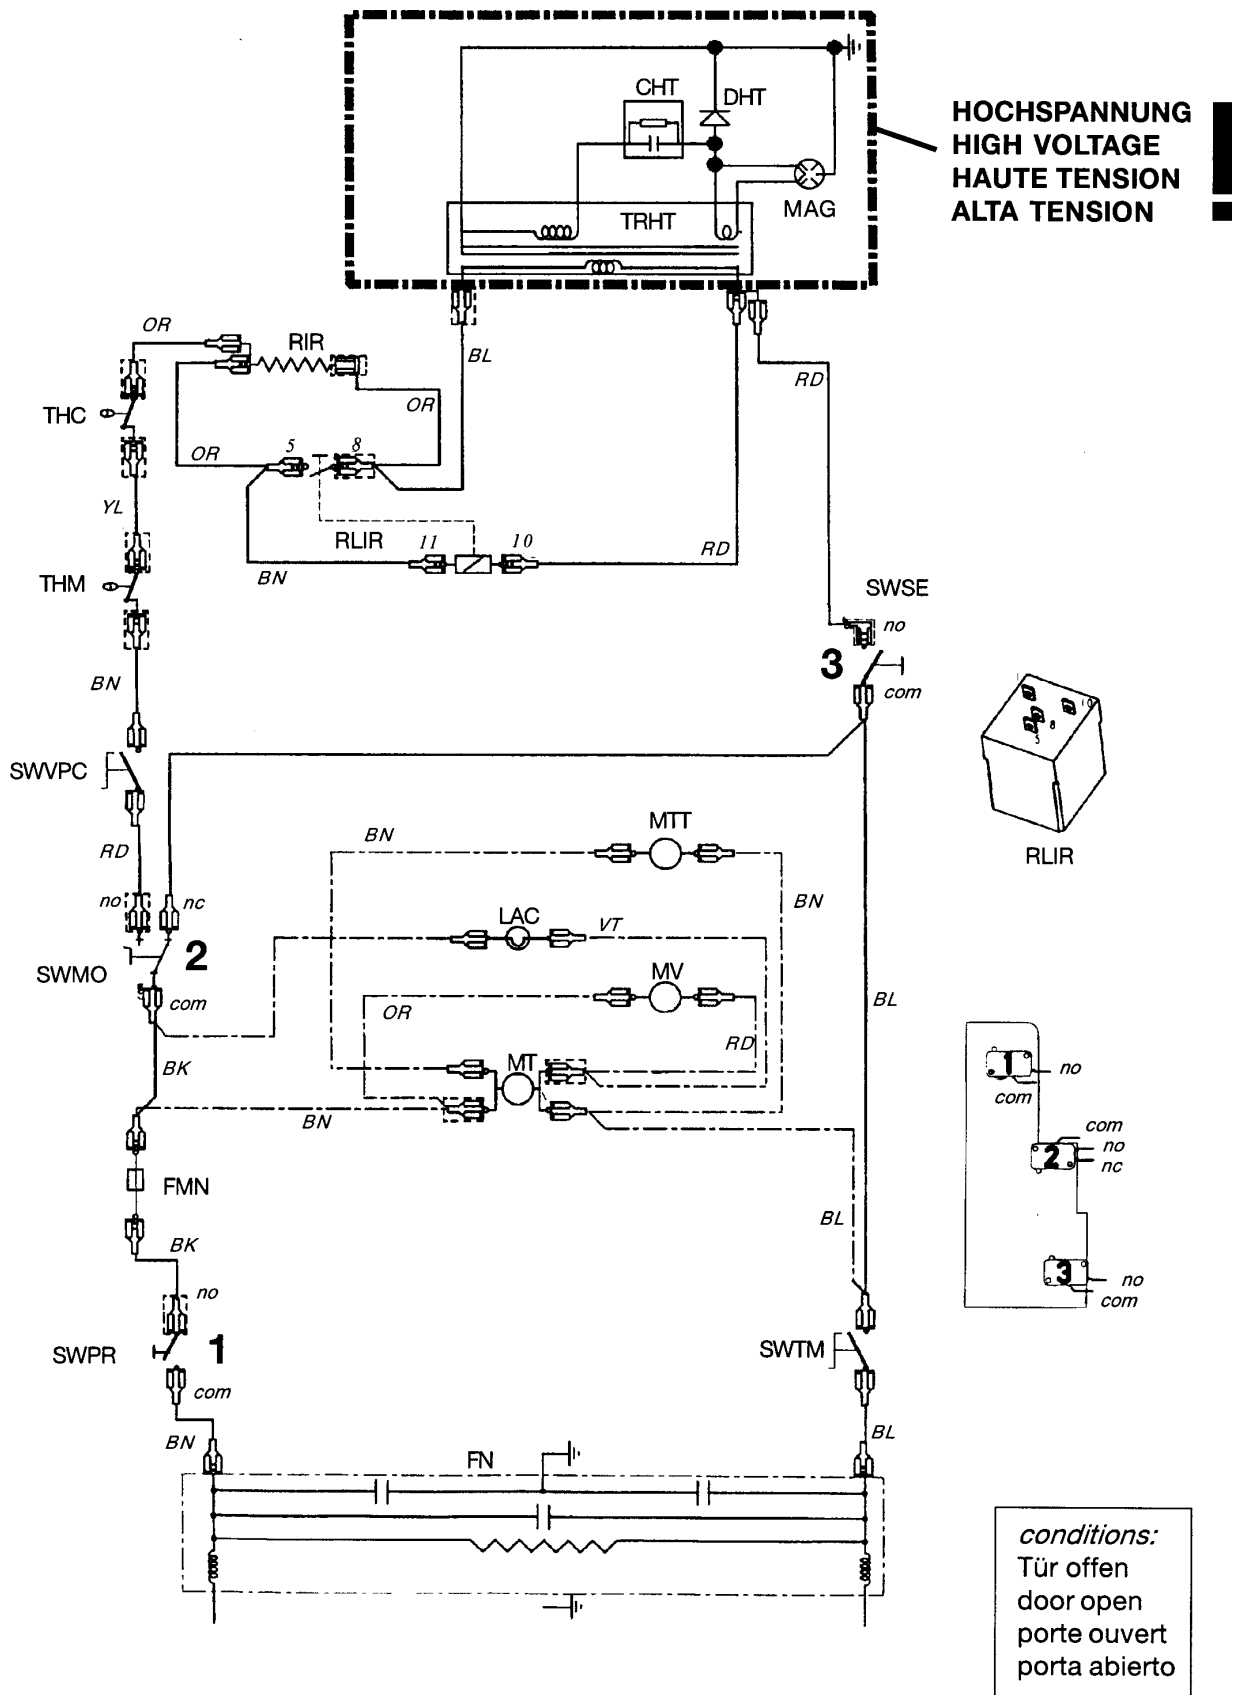 CHT
DHT
HOCHSPANNUNG
HIGH VOLTAGE
HAUTE TENSION
ALTA TENSION
MAG
TRHT
OR
RIR
BL
RD
THC
OR
OR
5
8
YL
RLIR
11
10
RD
BN
THM
SWSE
no
3
com
BN
SWVPC
10
8
5
RLIR
MTT
BN
RD
BN
no
nc
LAC
VT
2
SWMO
com
MV
OR
BL
RD
BK
MT
BN
1
no
com
com
2
no
nc
FMN
BL
BK
3
no
com
no
1
SWPR
com
SWTM
BN
BL
FN
conditions:
Tür offen
door open
porte ouvert
porta abierto